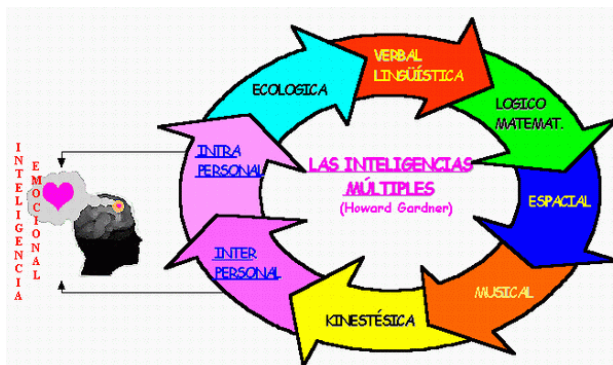 VERBAL
LINGÜÍSTICA
LOGICO
MATEMAT.
ESPACIAL
MUSICAL
KINESTÉSICA
INTER
PERSONAL
INTRA
PERSONAL
ECOLOGICA
LAS INTELIGENCIAS
MÚLTIPLES
(Howard Gardner)
INTELIGENCIA
EMOCIONAL